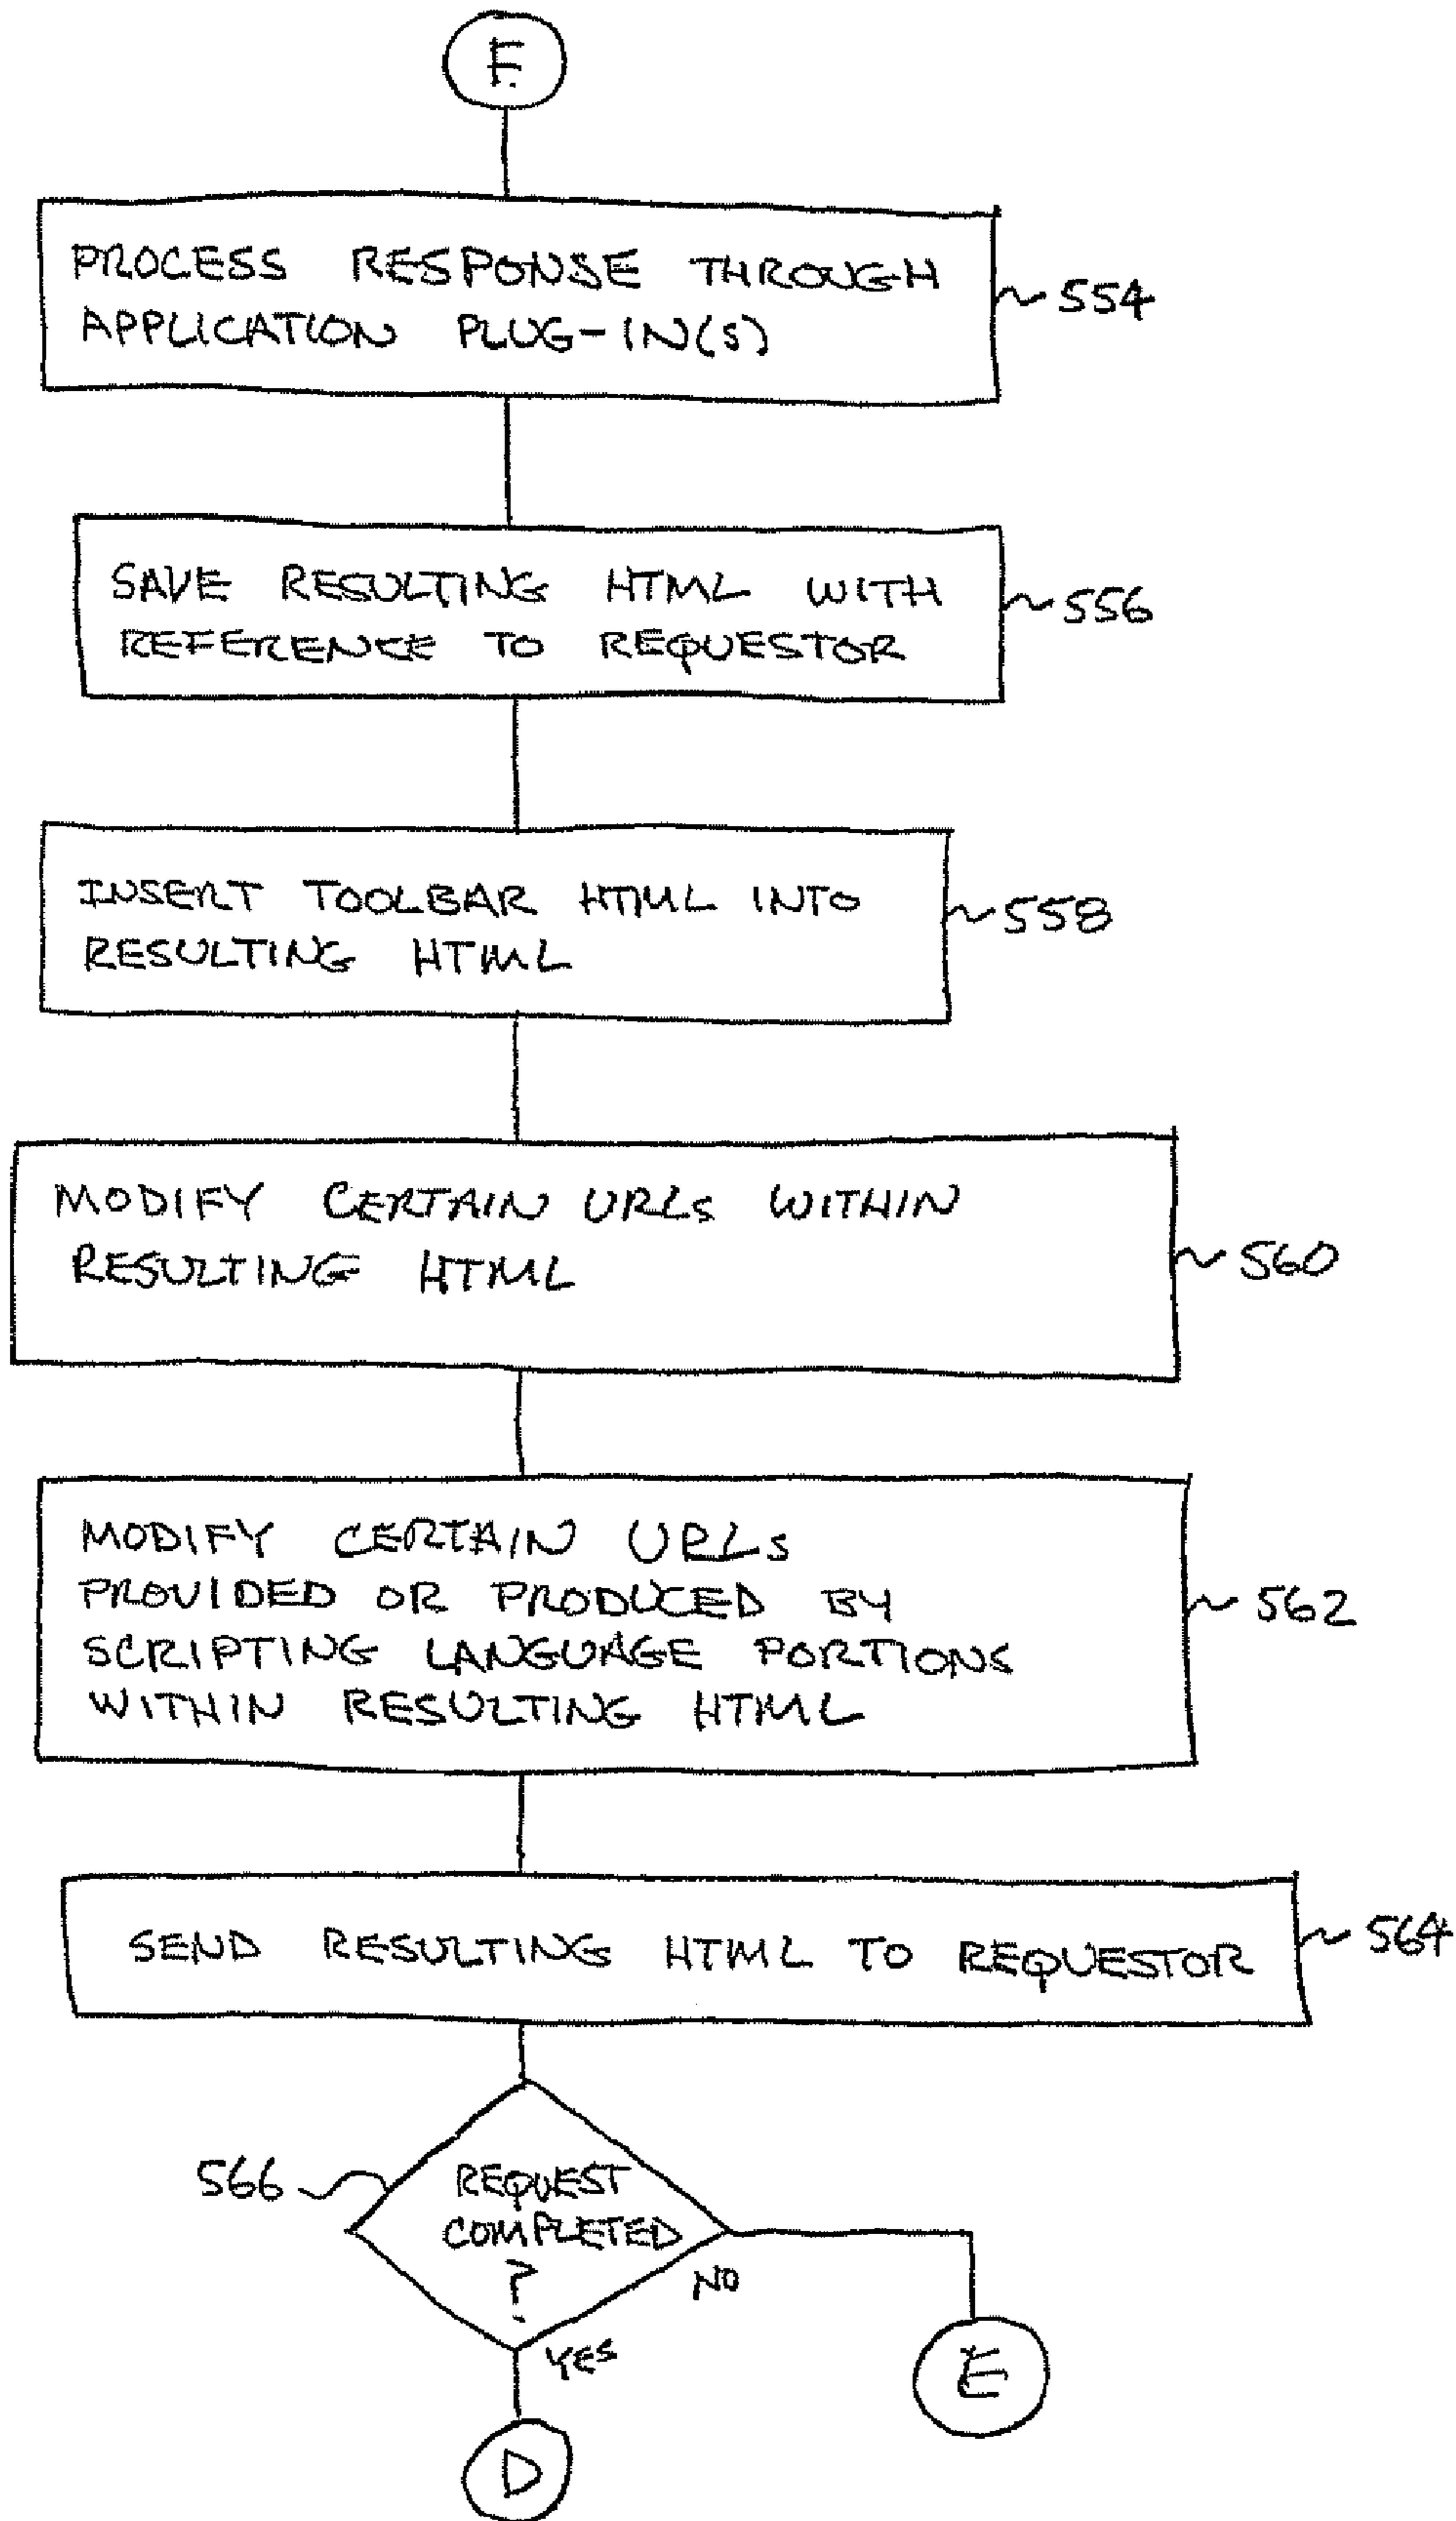 F
PROCESS RESPONSE THROUGH
APPLICATION PLUG-IN(S)
554
SAVE RESULTING HTML WITH
REFERENCE TO REQUESTOR
556
INSERT TOOLBAR HTML INTO
RESULTING HTML
558
MODIFY CERTAIN URLs WITHIN
RESULTING HTML
560
MODIFY CERTAIN URLs
PROVIDED OR PRODUCED BY
SCRIPTING LANGUAGE PORTIONS
WITHIN RESULTING HTML
562
SEND RESULTING HTML TO REQUESTOR
564
566
REQUEST
COMPLETED
?
NO
YES
E
D